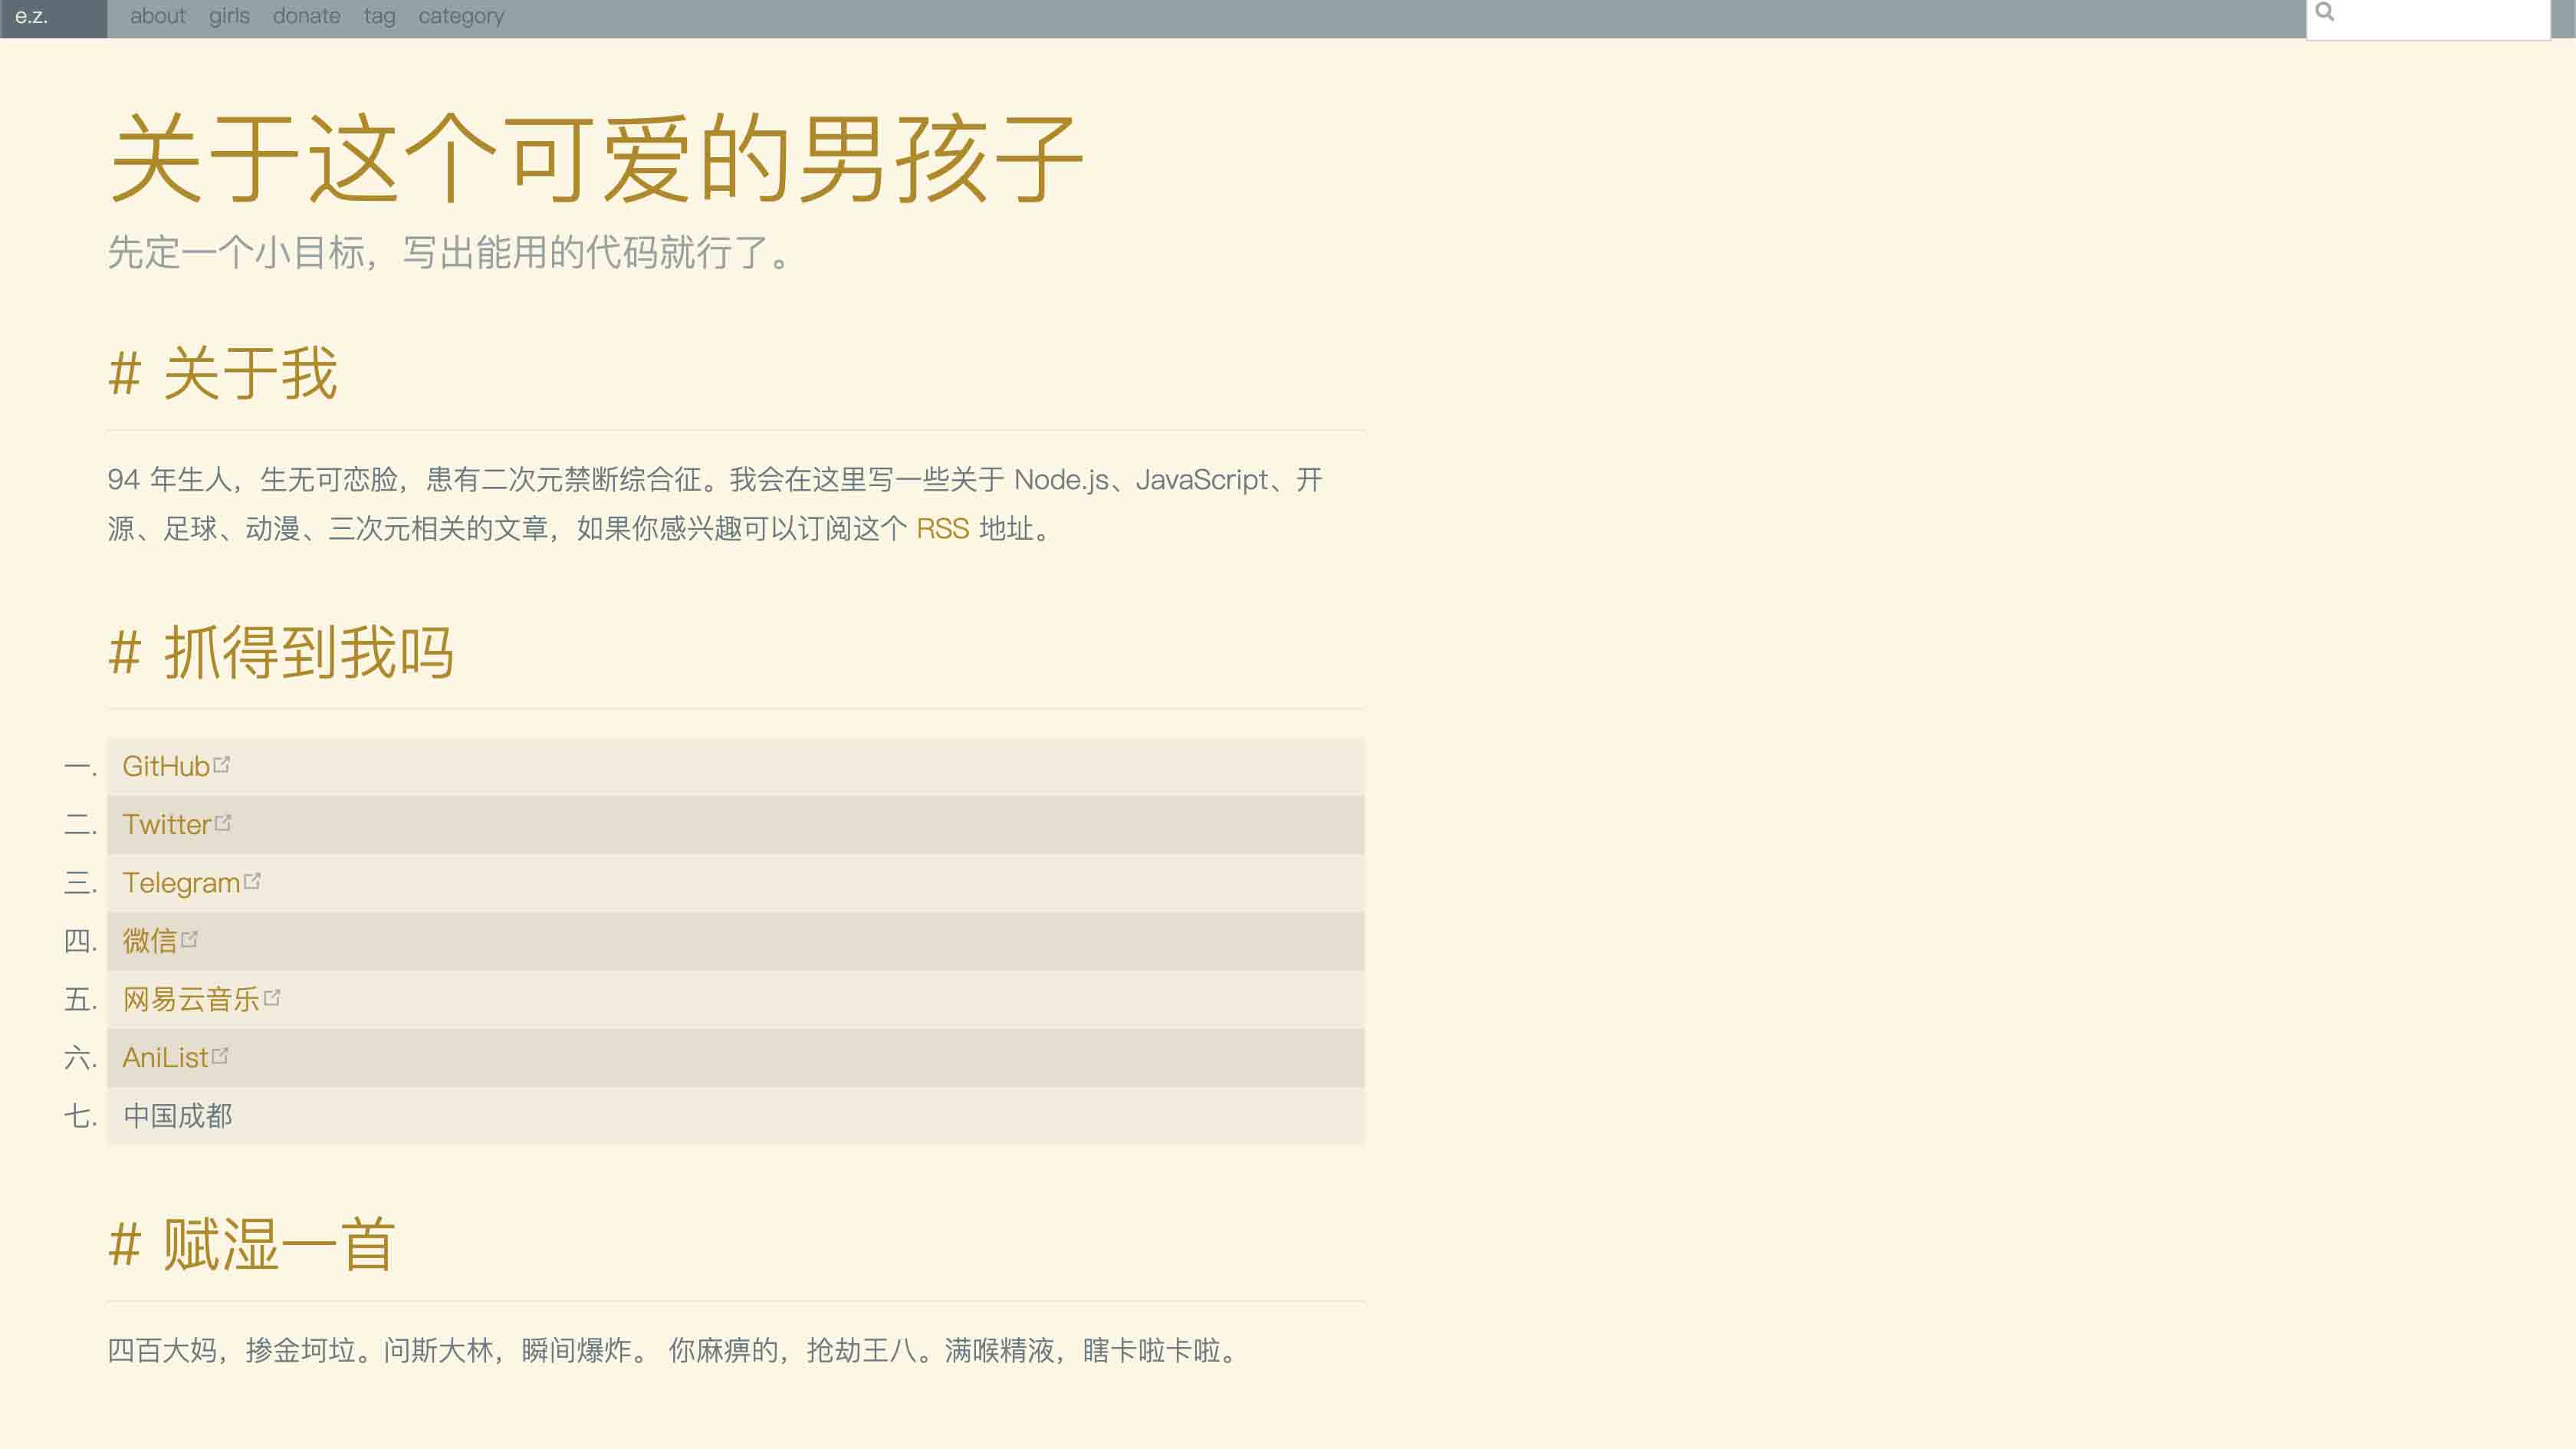 e.z. about girls donate tag category
关于这个可爱的男孩子
先定一个小目标，写出能用的代码就行了。
# 关于我
94 年生人，生无可恋脸，患有二次元禁断综合征。我会在这里写一些关于 Node.js、JavaScript、开
源、足球、动漫、三次元相关的文章，如果你感兴趣可以订阅这个 RSS 地址。
# 抓得到我吗
一. GitHub
二. Twitter
三. Telegram
四. 微信
五. 网易云音乐
六. AniList
七. 中国成都
# 赋湿一首
四百大妈，掺金坷垃。问斯大林，瞬间爆炸。 你麻痹的，抢劫王八。满喉精液，瞎卡啦卡啦。